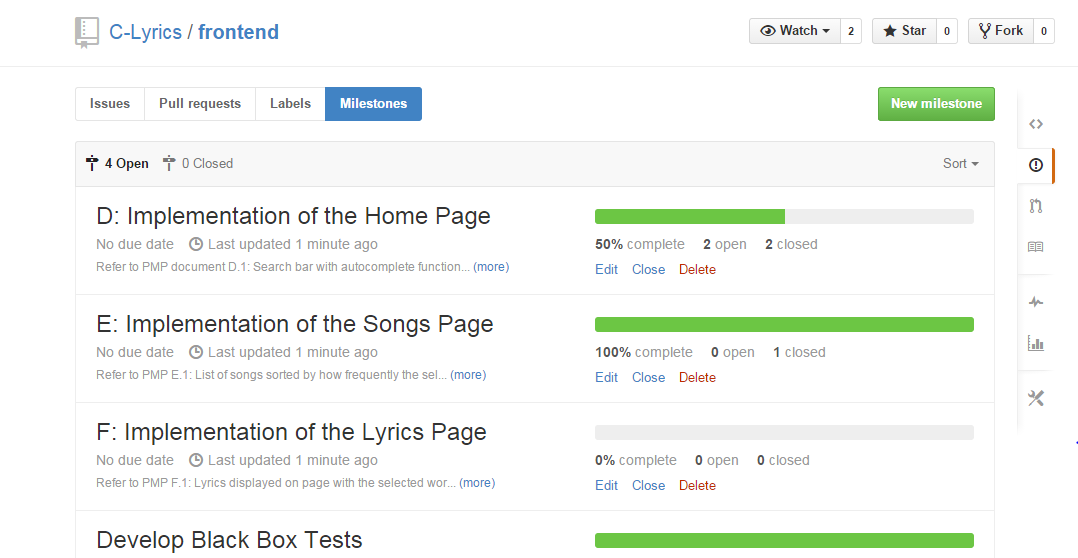 C-Lyrics / frontend
Watch 2 Star 0 Fork 0
Issues Pull requests Labels Milestones New milestone
4 Open 0 Closed Sort
D: Implementation of the Home Page
No due date Last updated 1 minute ago
Refer to PMP document D.1: Search bar with autocomplete function... (more)
50% complete 2 open 2 closed
Edit Close Delete
E: Implementation of the Songs Page
No due date Last updated 1 minute ago
Refer to PMP E.1: List of songs sorted by how frequently the sel... (more)
100% complete 0 open 1 closed
Edit Close Delete
F: Implementation of the Lyrics Page
No due date Last updated 1 minute ago
Refer to PMP F.1: Lyrics displayed on page with the selected wor... (more)
0% complete 0 open 0 closed
Edit Close Delete
Develop Black Box Tests